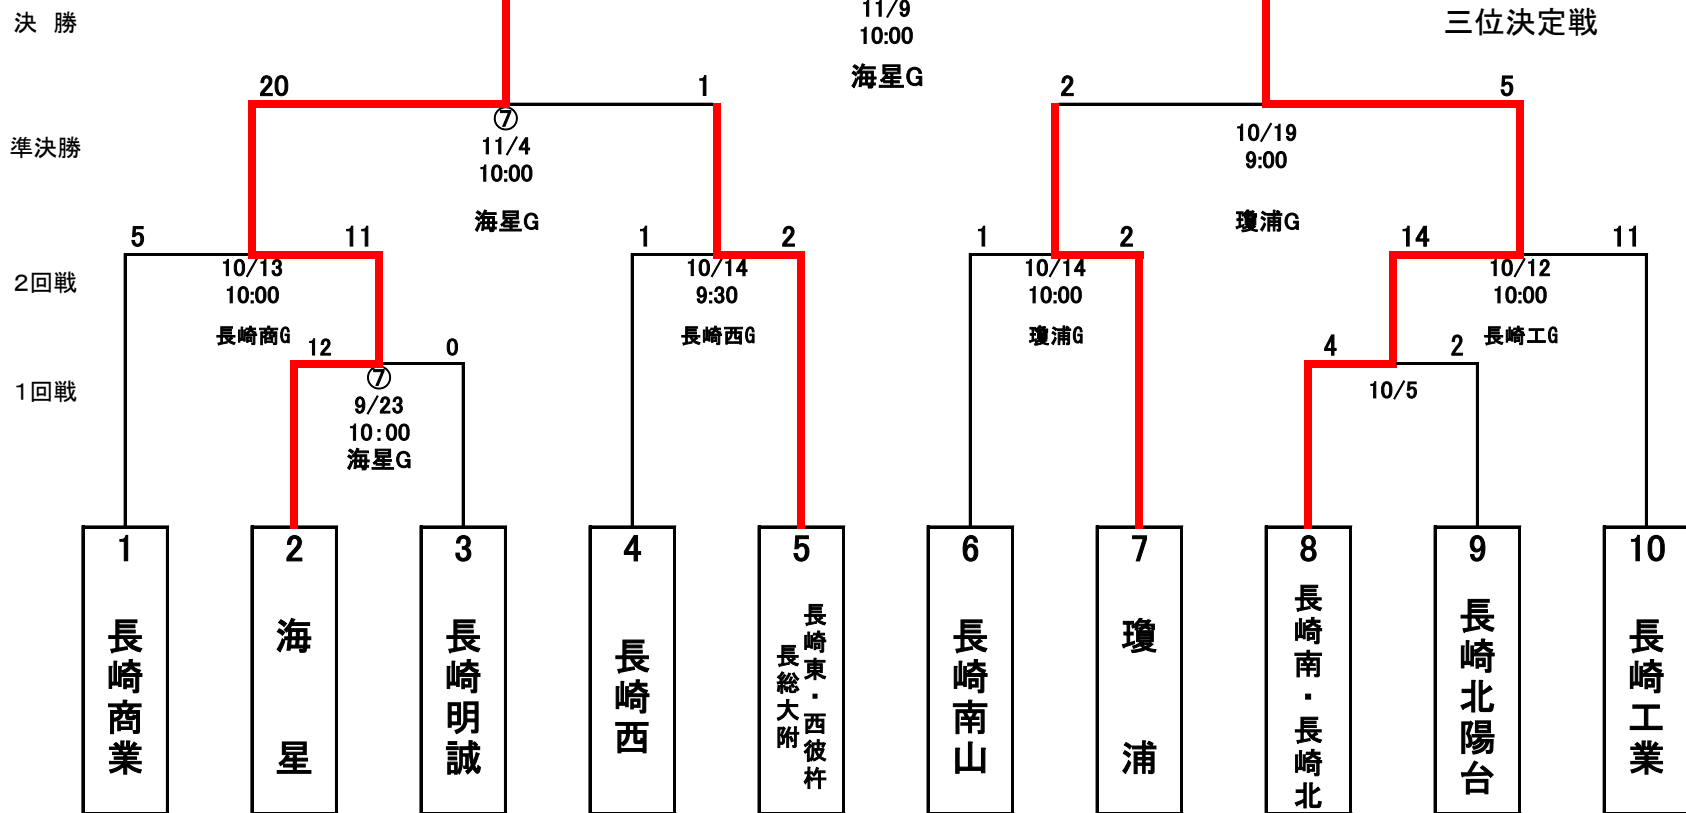 決 勝
11/9
10:00
海星G
三位決定戦
20
1
2
5
準決勝
⑦
11/4
10:00
海星G
10/19
9:00
瓊浦G
2回戦
5
11
10/13
10:00
長崎商G
1
2
10/14
9:30
長崎西G
1
2
10/14
10:00
瓊浦G
14
11
10/12
10:00
長崎工G
1回戦
12
0
⑦
9/23
10:00
海星G
4
2
10/5
1
長崎商業
2
海星
3
長崎明誠
4
長崎西
5
長崎東・西彼杵
長総大附
6
長崎南山
7
瓊浦
8
長崎南・長崎北
9
長崎北陽台
10
長崎工業